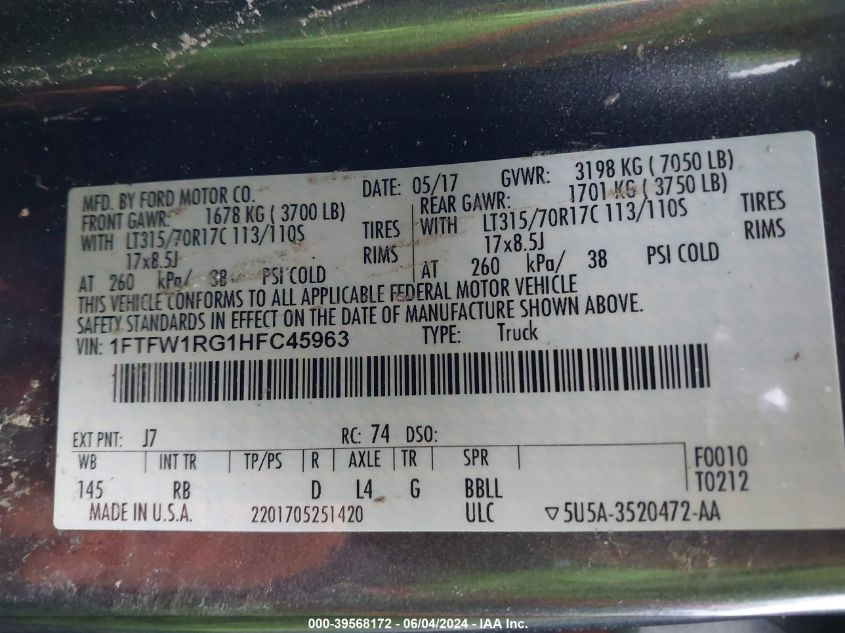 MFD. BY FORD MOTOR CO. DATE: 05/17 GVWR: 3198 KG ( 7050 LB)
FRONT GAWR: 1678 KG ( 3700 LB) REAR GAWR: 1701 KG ( 3750 LB)
WITH LT315/70R17C 113/110S TIRES WITH LT315/70R17C 113/110S TIRES
17x8.5J RIMS 17x8.5J RIMS
AT 260 kPa/ 38 PSI COLD AT 260 kPa/ 38 PSI COLD
THIS VEHICLE CONFORMS TO ALL APPLICABLE FEDERAL MOTOR VEHICLE
SAFETY STANDARDS IN EFFECT ON THE DATE OF MANUFACTURE SHOWN ABOVE.
VIN: 1FTFW1RG1HFC45963 TYPE: Truck
EXT PNT: J7 RC: 74 DSO:
WB INT TR TP/PS R AXLE TR SPR F0010
145 RB D L4 G BBLL T0212
MADE IN U.S.A. 2201705251420 ULC ▽5U5A-3520472-AA
000-39568172 - 06/04/2024 - IAA Inc.